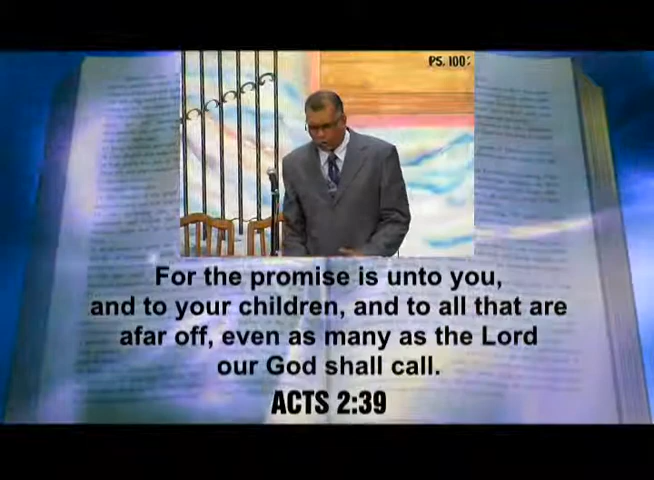 PS. 100:
For the promise is unto you,
and to your children, and to all that are
afar off, even as many as the Lord
our God shall call.
ACTS 2:39